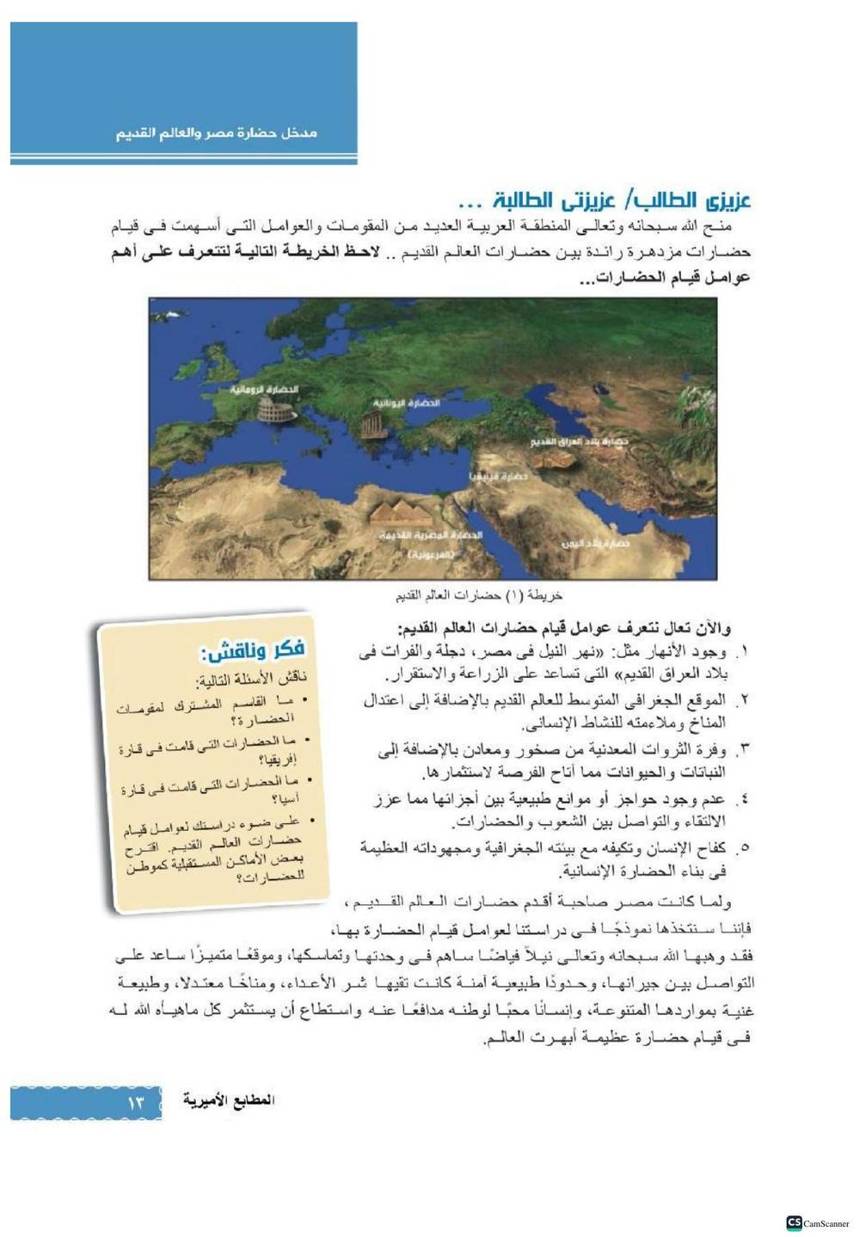 مدخل حضارة مصر والعالم القديم
عزيزى الطالب/ عزيزتى الطالبة ...
منح الله سبحانه وتعالى المنطقة العربية العديد من المقومات والعوامل التى أسهمت فى قيام
حضارات مزدهرة رائدة بين حضارات العالم القديم .. لاحظ الخريطة التالية لتتعرف على أهم
عوامل قيام الحضارات...
الحضارة الرومانية
الحضارة اليونانية
حضارة بلاد العراق القديم
حضارة فينيقيا
الحضارة المصرية القديمة
(الفرعونية)
حضارة بلاد اليمن
خريطة (١) حضارات العالم القديم
والآن تعال نتعرف عوامل قيام حضارات العالم القديم:
١. وجود الأنهار مثل: «نهر النيل فى مصر، دجلة والفرات فى
بلاد العراق القديم» التى تساعد على الزراعة والاستقرار.
٢. الموقع الجغرافى المتوسط للعالم القديم بالإضافة إلى اعتدال
المناخ وملاءمته للنشاط الإنسانى.
٣. وفرة الثروات المعدنية من صخور ومعادن بالإضافة إلى
النباتات والحيوانات مما أتاح الفرصة لاستثمارها.
٤. عدم وجود حواجز أو موانع طبيعية بين أجزائها مما عزز
الالتقاء والتواصل بين الشعوب والحضارات.
٥. كفاح الإنسان وتكيفه مع بيئته الجغرافية ومجهوداته العظيمة
فى بناء الحضارة الإنسانية.
فكر وناقش:
ناقش الأسئلة التالية:
• ما القاسم المشترك لمقومات
الحضارة؟
• ما الحضارات التى قامت فى قارة
إفريقيا؟
• ما الحضارات التى قامت فى قارة
آسيا؟
• على ضوء دراستك لعوامل قيام
حضارات العالم القديم. اقترح
بعض الأماكن المستقبلية كموطن
للحضارات؟
ولما كانت مصر صاحبة أقدم حضارات العالم القديم ،
فإننا سنتخذها نموذجًا فى دراستنا لعوامل قيام الحضارة بها،
فقد وهبها الله سبحانه وتعالى نيلاً فياضًا ساهم فى وحدتها وتماسكها، وموقعًا متميزًا ساعد على
التواصل بين جيرانها، وحدودًا طبيعية آمنة كانت تقيها شر الأعداء، ومناخًا معتدلا، وطبيعة
غنية بمواردها المتنوعة، وإنسانًا محبًا لوطنه مدافعًا عنه واستطاع أن يستثمر كل ماهيأه الله له
فى قيام حضارة عظيمة أبهرت العالم.
المطابع الأميرية
١٣
CS CamScanner